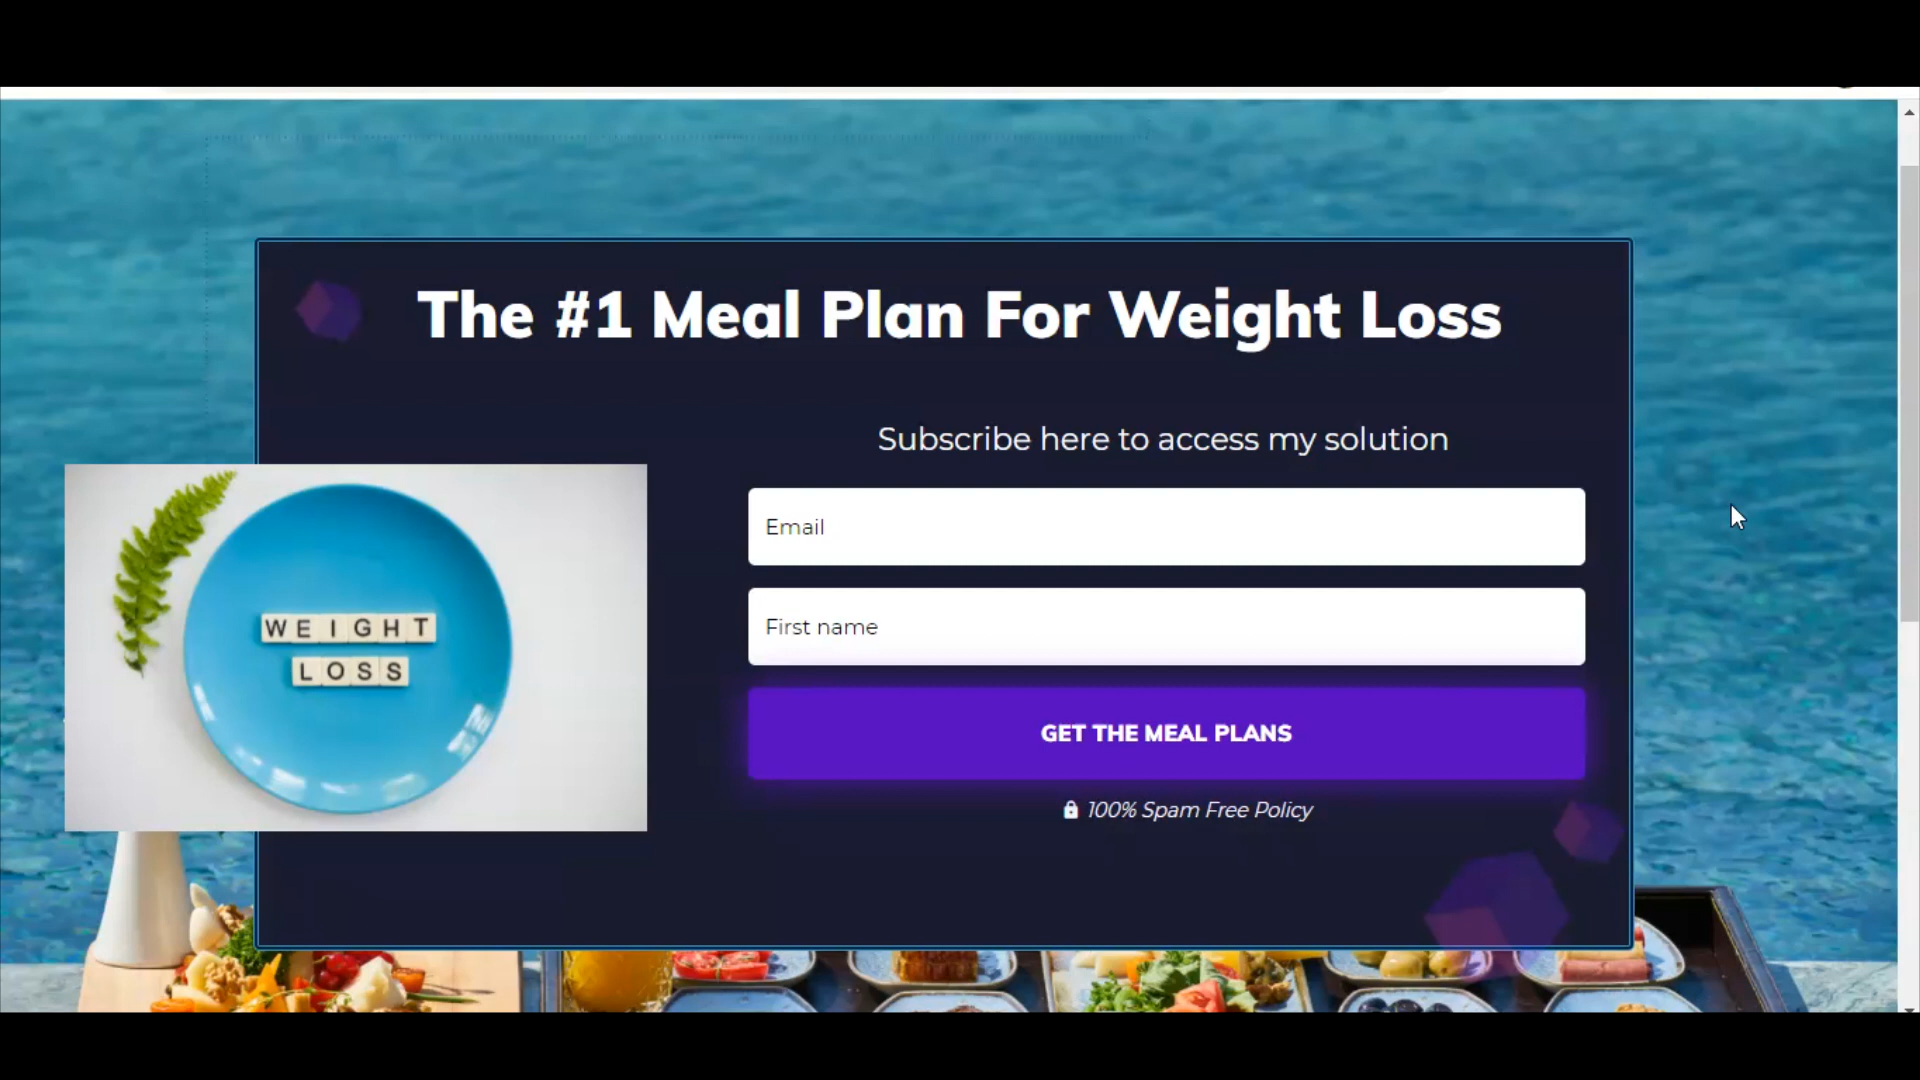 The #1 Meal Plan For Weight Loss
Subscribe here to access my solution
Email
First name
GET THE MEAL PLANS
100% Spam Free Policy
WEIGHT
LOSS